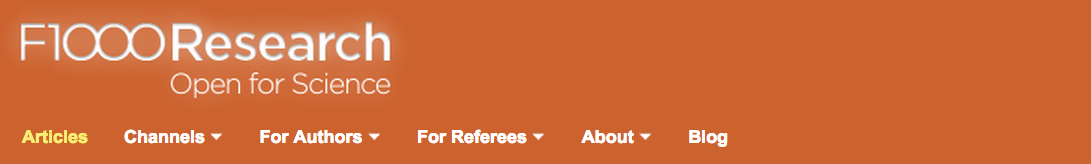 F1000Research
Open for Science
Articles Channels For Authors For Referees About Blog